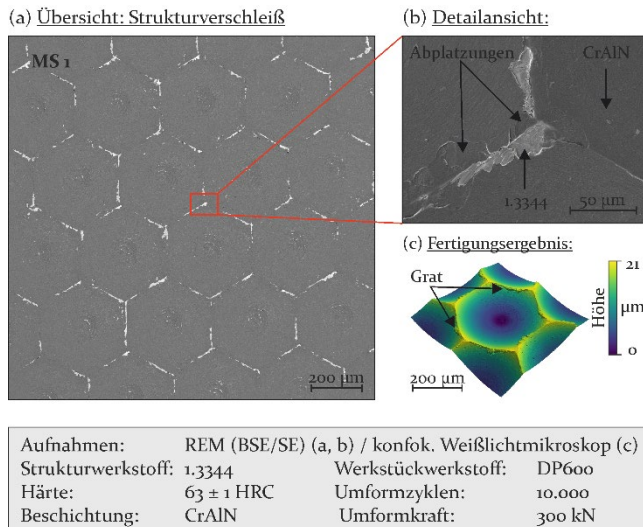 (a) Übersicht: Strukturverschleiß
MS 1
200 µm
(b) Detailansicht:
Abplatzungen
CrAlN
1.3344
50 µm
(c) Fertigungsergebnis:
Grat
200 µm
21
µm
0
Höhe
Aufnahmen: REM (BSE/SE) (a, b) / konfok. Weißlichtmikroskop (c)
Strukturwerkstoff: 1.3344 Werkstückwerkstoff: DP600
Härte: 63 ± 1 HRC Umformzyklen: 10.000
Beschichtung: CrAlN Umformkraft: 300 kN